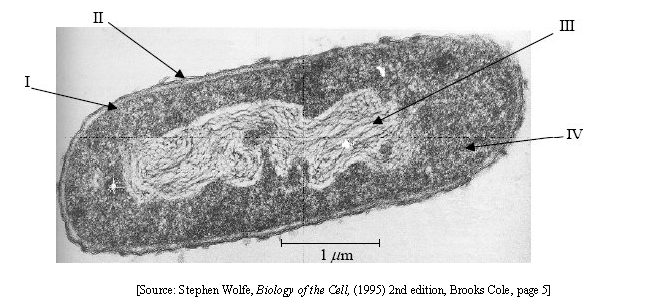 II
III
I
IV
1 μm
[Source: Stephen Wolfe, Biology of the Cell, (1995) 2nd edition, Brooks Cole, page 5]